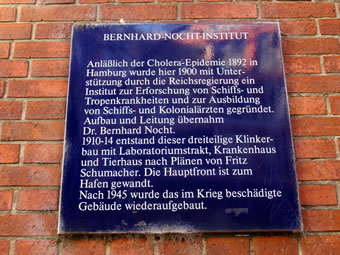 BERNHARD-NOCHT-INSTITUT
Anläßlich der Cholera-Epidemie 1892 in
Hamburg wurde hier 1900 mit Unter-
stützung durch die Reichsregierung ein
Institut zur Erforschung von Schiffs- und
Tropenkrankheiten und zur Ausbildung
von Schiffs- und Kolonialärzten gegründet.
Aufbau und Leitung übernahm
Dr. Bernhard Nocht.
1910-14 entstand dieser dreiteilige Klinker-
bau mit Laboratoriumstrakt, Krankenhaus
und Tierhaus nach Plänen von Fritz
Schumacher. Die Hauptfront ist zum
Hafen gewandt.
Nach 1945 wurde das im Krieg beschädigte
Gebäude wiederaufgebaut.